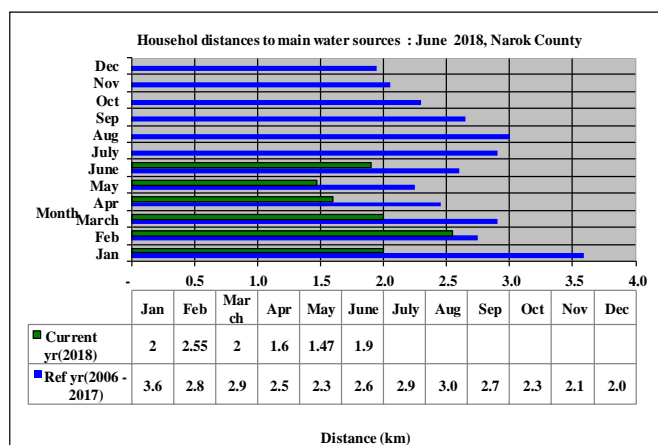 Househol distances to main water sources : June 2018, Narok County
Dec
Nov
Oct
Sep
Aug
July
June
May
Apr
Month
March
Feb
Jan
- 0.5 1.0 1.5 2.0 2.5 3.0 3.5 4.0
Jan Feb Mar ch Apr May June July Aug Sep Oct Nov Dec
Current yr(2018) 2 2.55 2 1.6 1.47 1.9
Ref yr(2006 - 2017) 3.6 2.8 2.9 2.5 2.3 2.6 2.9 3.0 2.7 2.3 2.1 2.0
Distance (km)